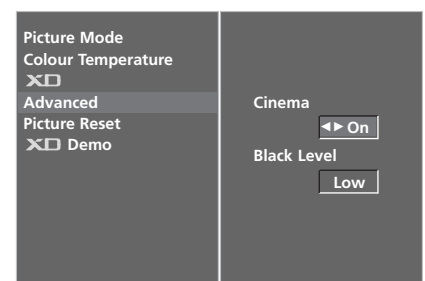 Picture Mode
Colour Temperature
XD
Advanced
Picture Reset
XD Demo
Cinema
◄► On
Black Level
Low